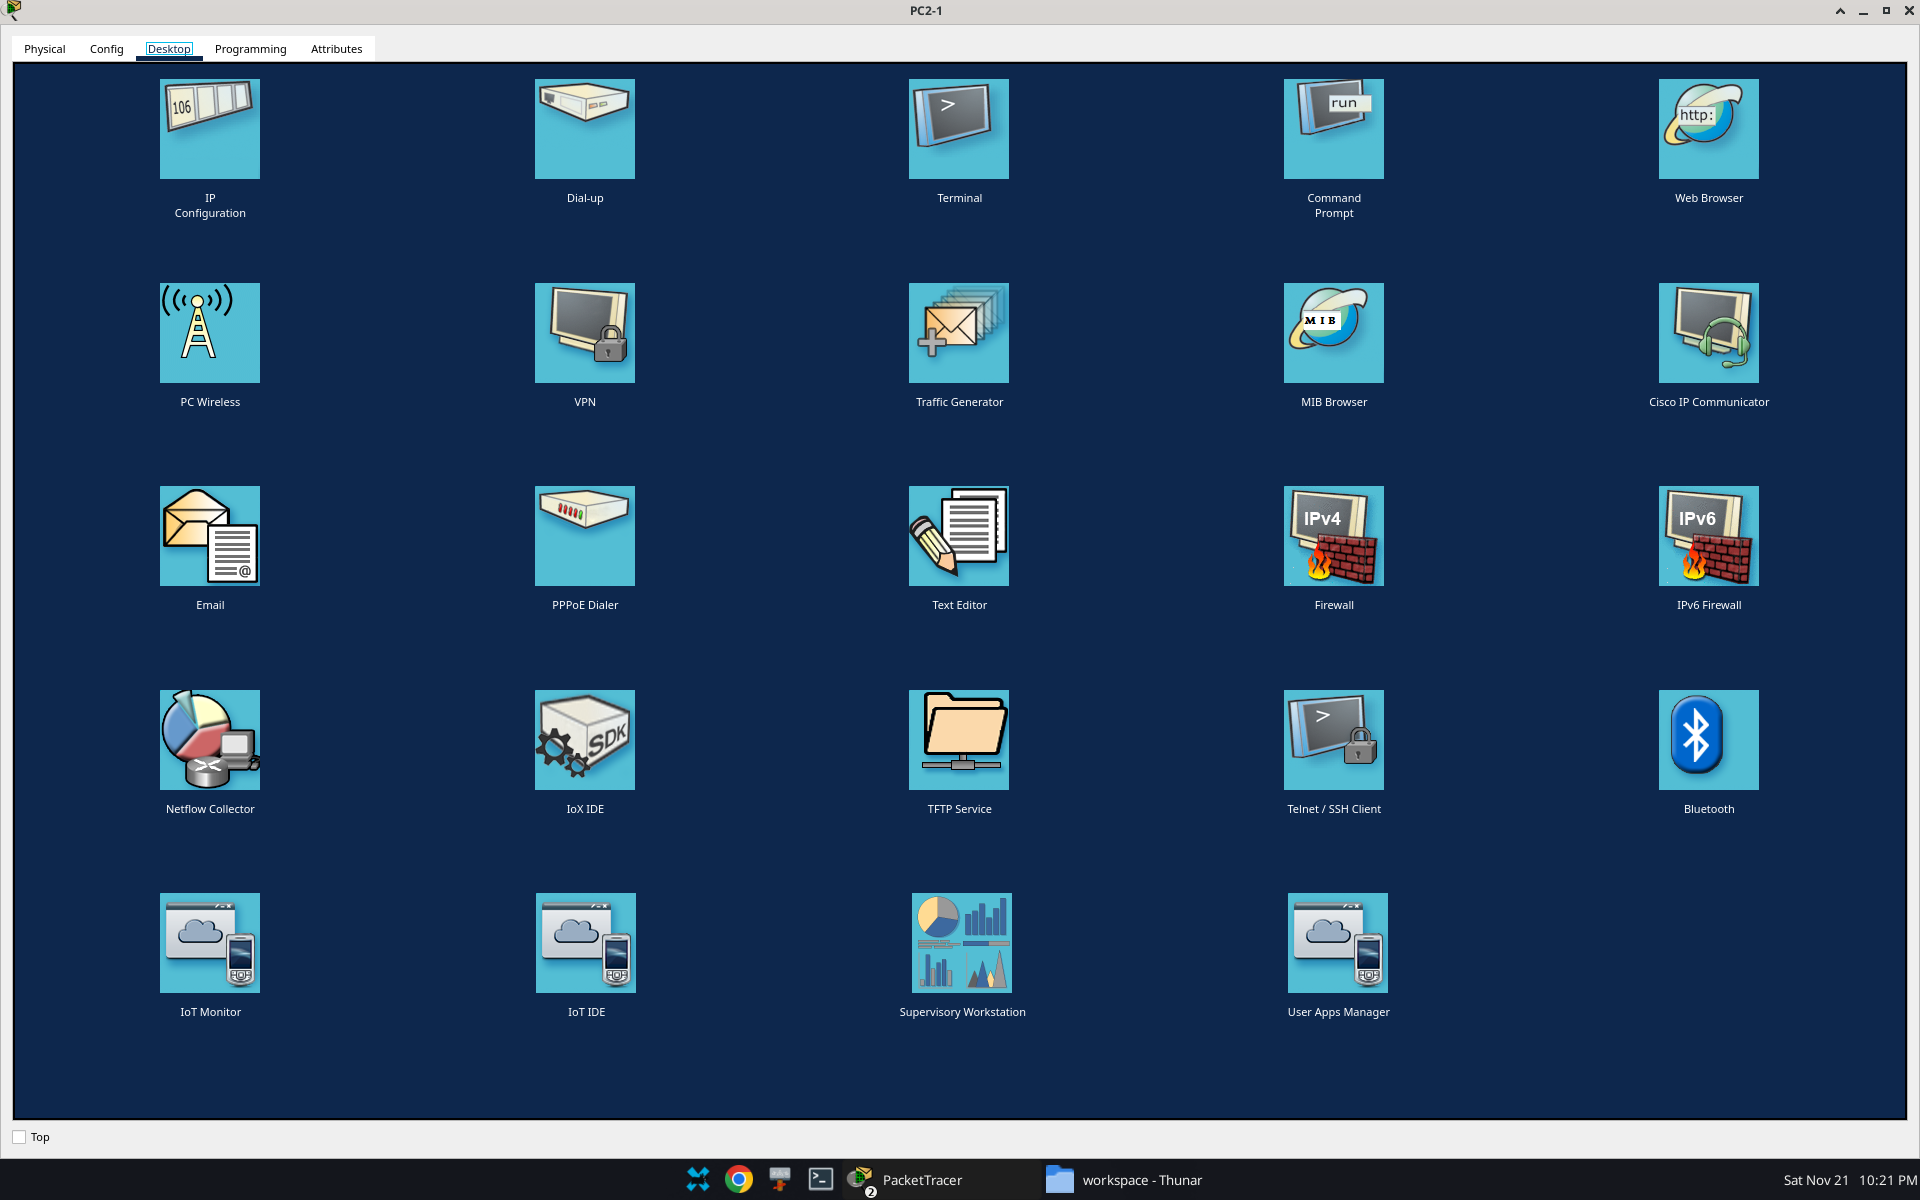 PC2-1
Physical Config Desktop Programming Attributes
106
>
run
http:
IP
Configuration
Dial-up
Terminal
Command
Prompt
Web Browser
MIB
PC Wireless
VPN
Traffic Generator
MIB Browser
Cisco IP Communicator
@
IPv4
IPv6
Email
PPPoE Dialer
Text Editor
Firewall
IPv6 Firewall
SDK
>
Netflow Collector
IoX IDE
TFTP Service
Telnet / SSH Client
Bluetooth
IoT Monitor
IoT IDE
Supervisory Workstation
User Apps Manager
Top
2
PacketTracer
workspace - Thunar
Sat Nov 21 10:21 PM